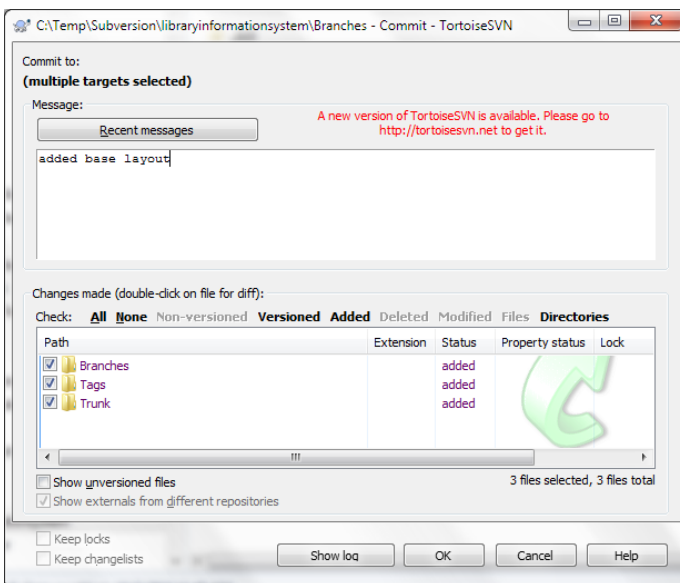 C:\Temp\Subversion\libraryinformationsystem\Branches - Commit - TortoiseSVN
Commit to:
(multiple targets selected)
Message:
Recent messages
A new version of TortoiseSVN is available. Please go to
http://tortoisesvn.net to get it.
added base layout
Changes made (double-click on file for diff):
Check: All None Non-versioned Versioned Added Deleted Modified Files Directories
Path Extension Status Property status Lock
Branches added
Tags added
Trunk added
Show unversioned files
3 files selected, 3 files total
Show externals from different repositories
Keep locks
Keep changelists
Show log OK Cancel Help